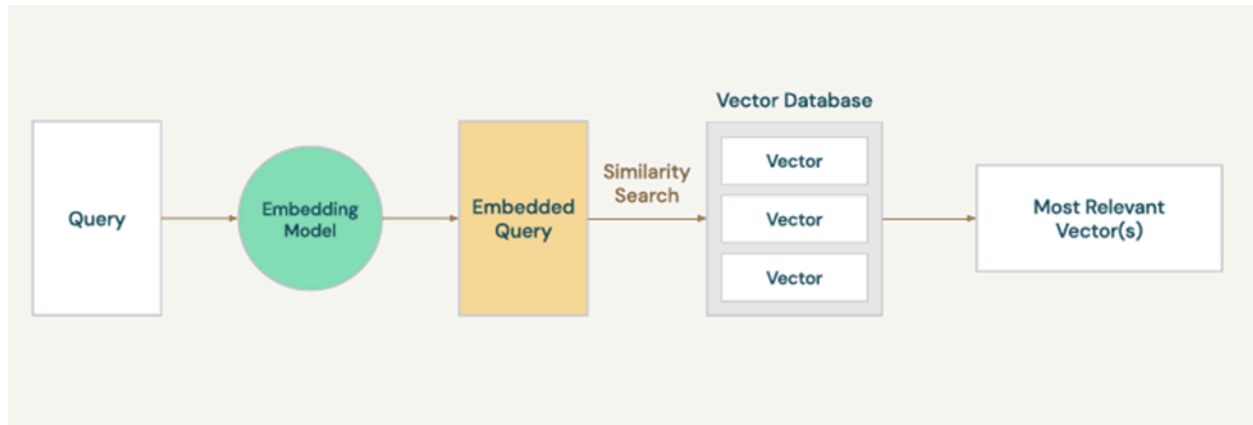 Query
Embedding
Model
Embedded
Query
Similarity
Search
Vector Database
Vector
Vector
Vector
Most Relevant
Vector(s)